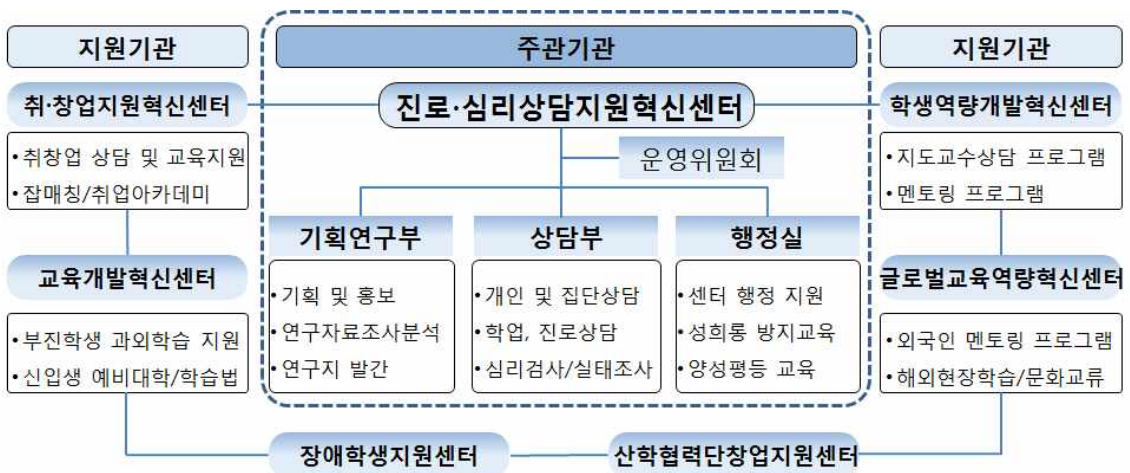 지원기관
주관기관
지원기관
취·창업지원혁신센터
진로·심리상담지원혁신센터
학생역량개발혁신센터
•취창업 상담 및 교육지원
•잡매칭/취업아카데미
운영위원회
•지도교수상담 프로그램
•멘토링 프로그램
기획연구부
상담부
행정실
교육개발혁신센터
글로벌교육역량혁신센터
•기획 및 홍보
•연구자료조사분석
•연구지 발간
•개인 및 집단상담
•학업, 진로상담
•심리검사/실태조사
•센터 행정 지원
•성희롱 방지교육
•양성평등 교육
•부진학생 과외학습 지원
•신입생 예비대학/학습법
•외국인 멘토링 프로그램
•해외현장학습/문화교류
장애학생지원센터
산학협력단창업지원센터